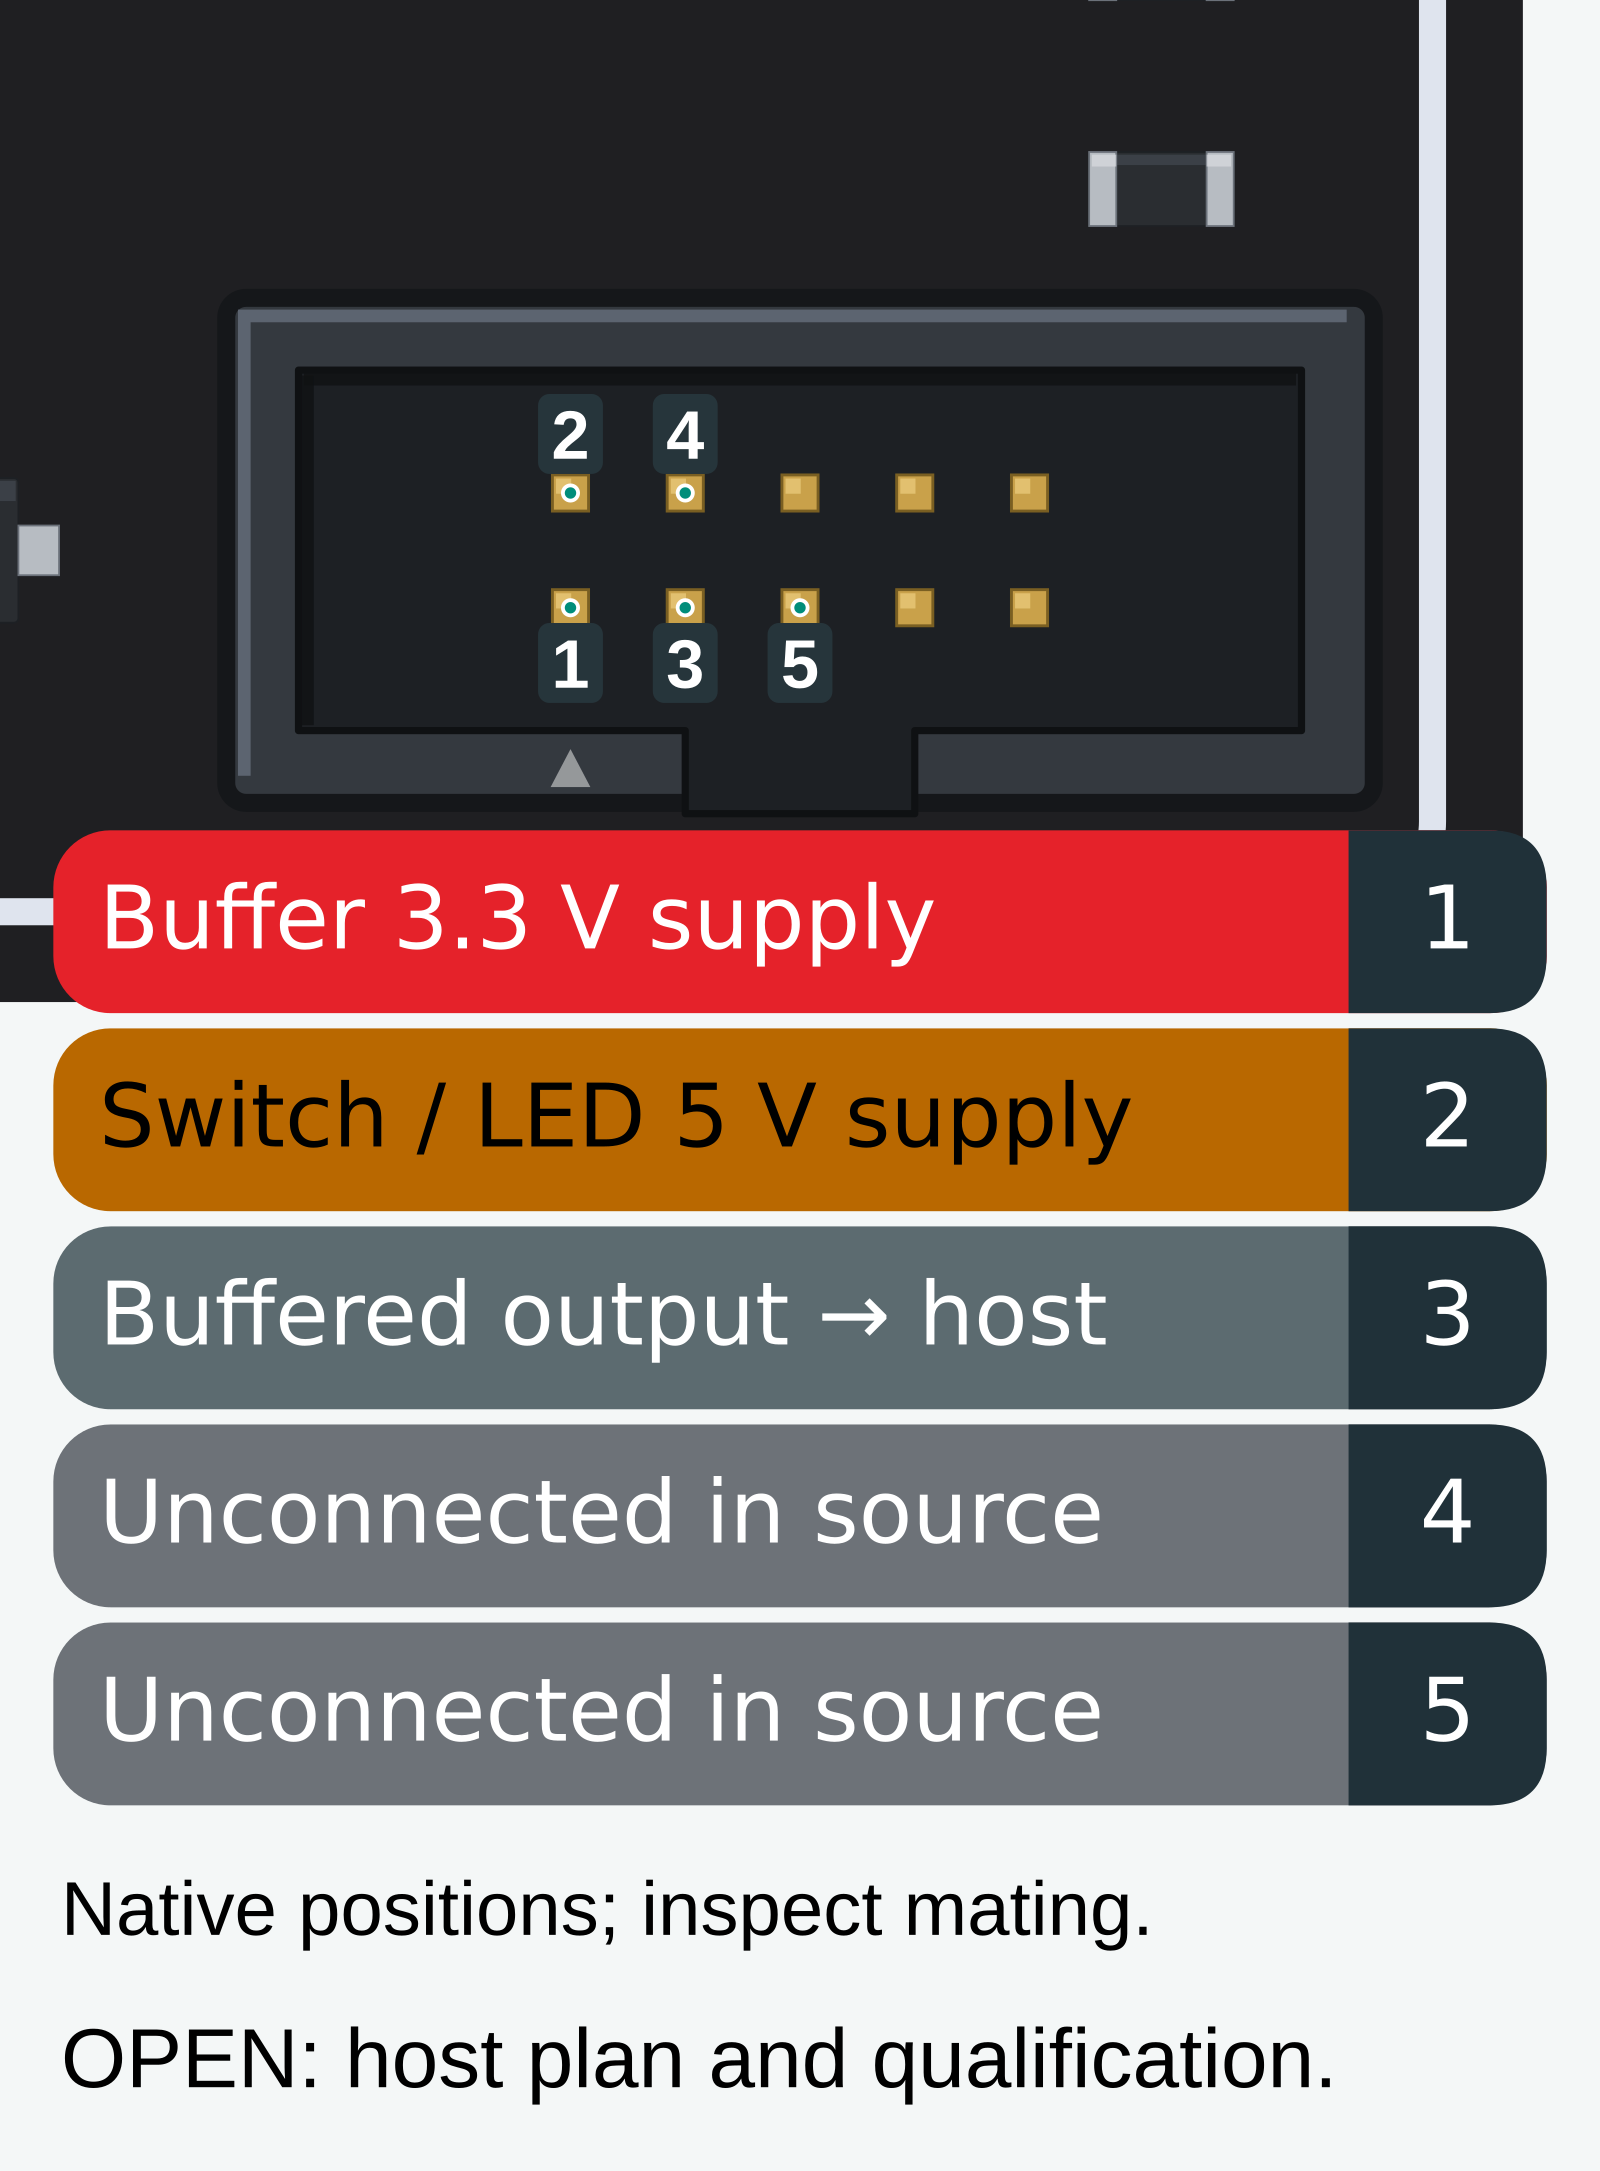 2 4
1 3 5
Buffer 3.3 V supply 1
Switch / LED 5 V supply 2
Buffered output → host 3
Unconnected in source 4
Unconnected in source 5
Native positions; inspect mating.
OPEN: host plan and qualification.